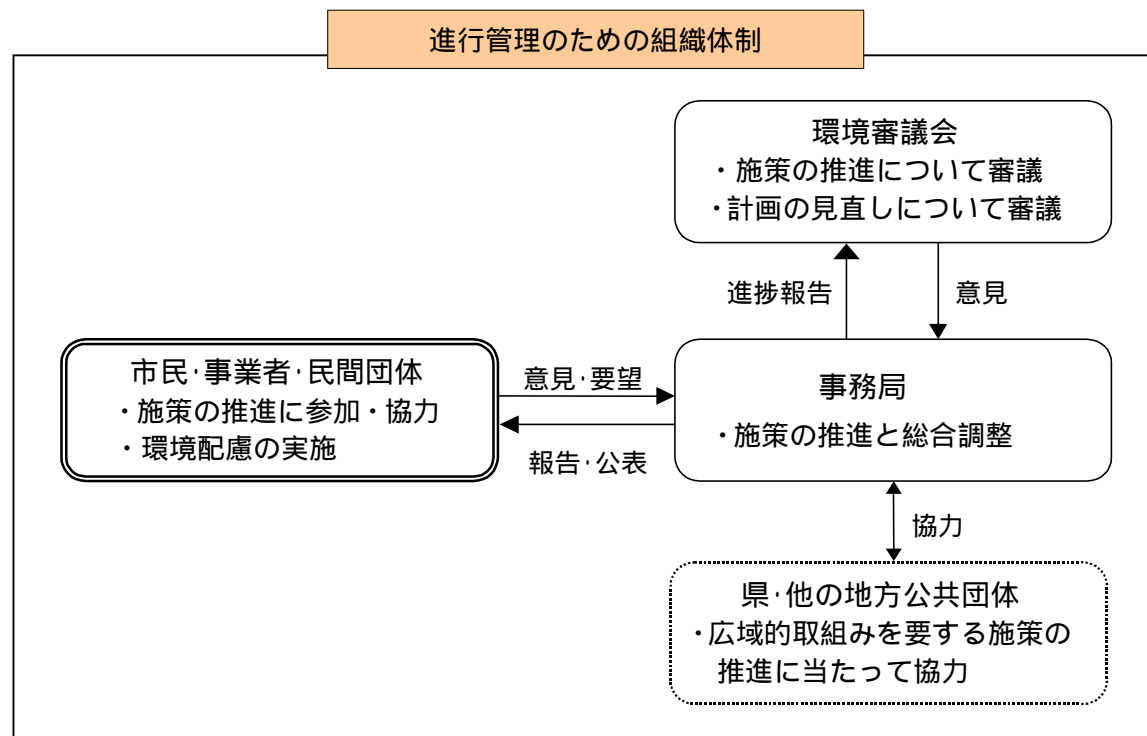 進行管理のための組織体制
環境審議会
・施策の推進について審議
・計画の見直しについて審議
進捗報告
意見
市民・事業者・民間団体
・施策の推進に参加・協力
・環境配慮の実施
意見・要望
報告・公表
事務局
・施策の推進と総合調整
協力
県・他の地方公共団体
・広域的取組みを要する施策の
推進に当たって協力